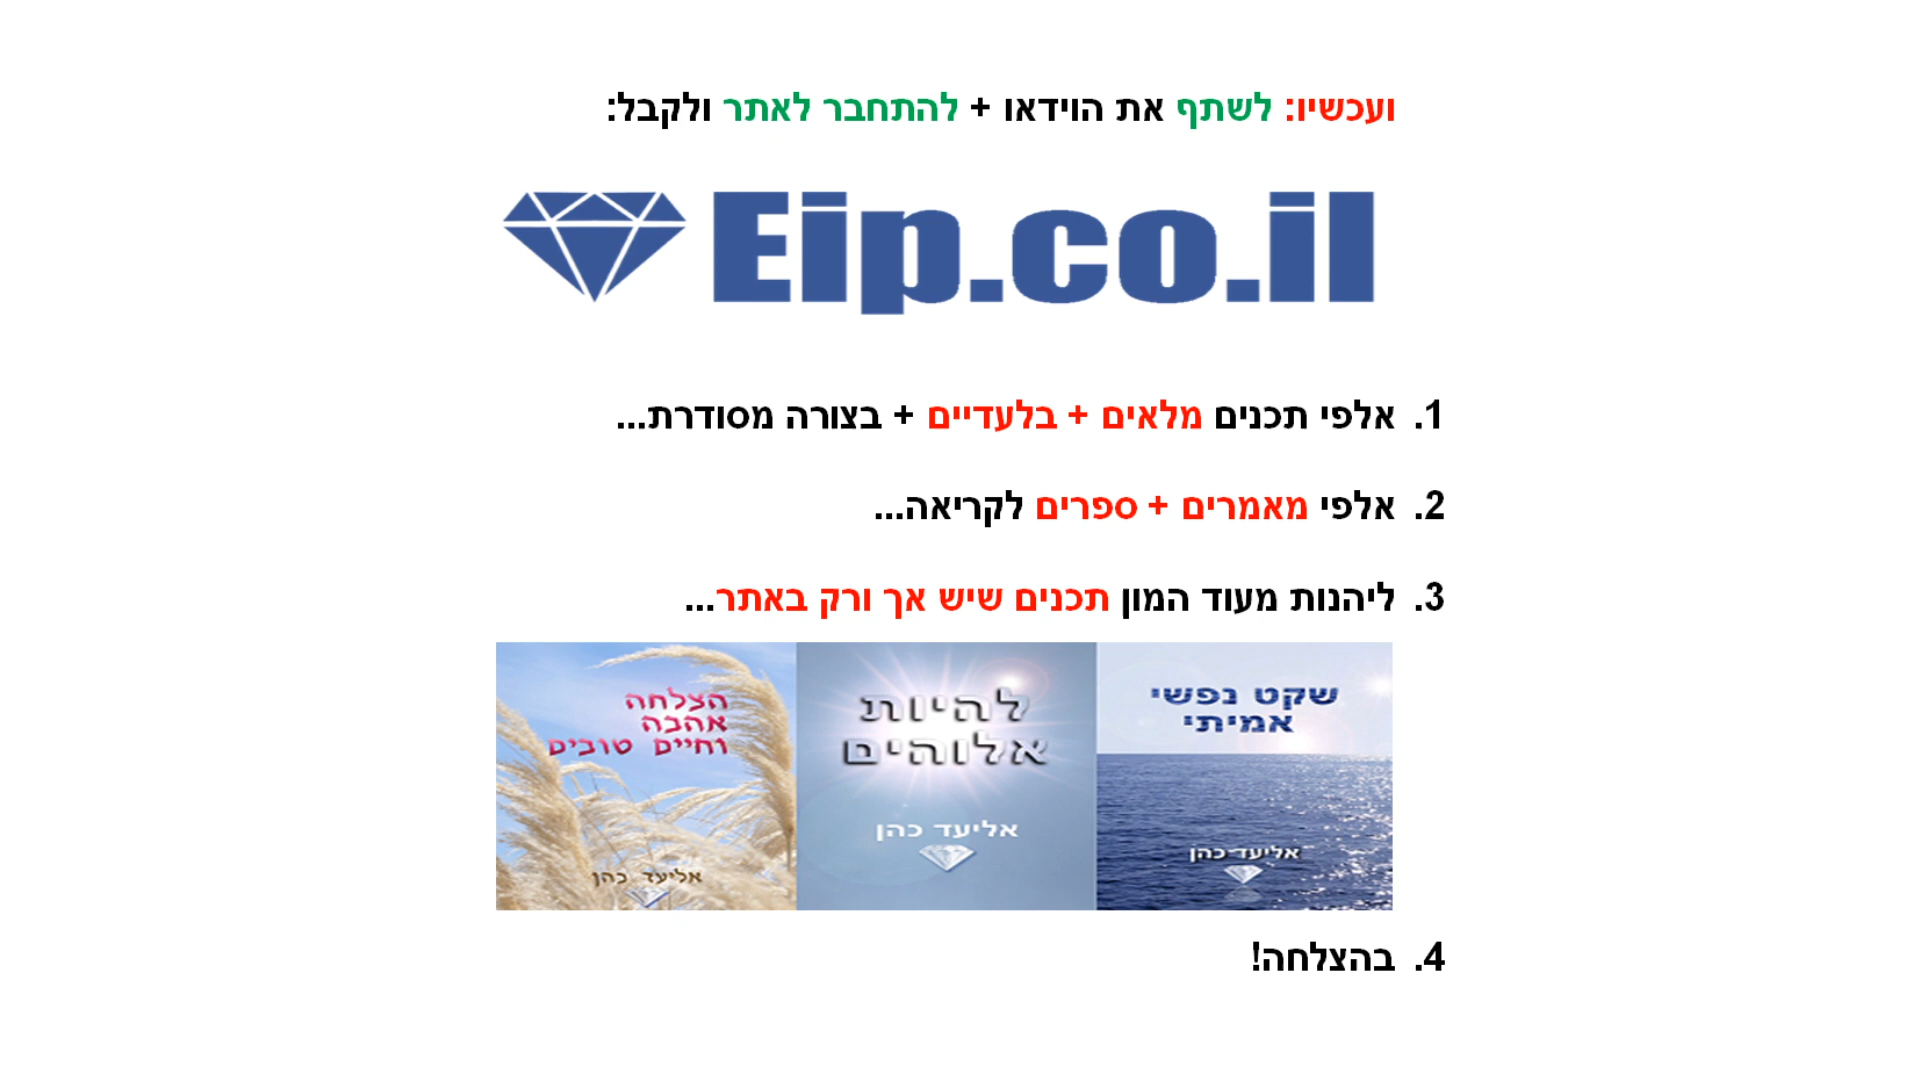 ועכשיו: לשתף את הוידאו + להתחבר לאתר ולקבל:
Eip.co.il
1. אלפי תכנים מלאים + בלעדיים + בצורה מסודרת...
2. אלפי מאמרים + ספרים לקריאה...
3. ליהנות מעוד המון תכנים שיש אך ורק באתר...
שקט נפשי
אמיתי
אליעד כהן
להיות
אלוהים
אליעד כהן
הצלחה
אהבה
וחיים טובים
אליעד כהן
4. בהצלחה!